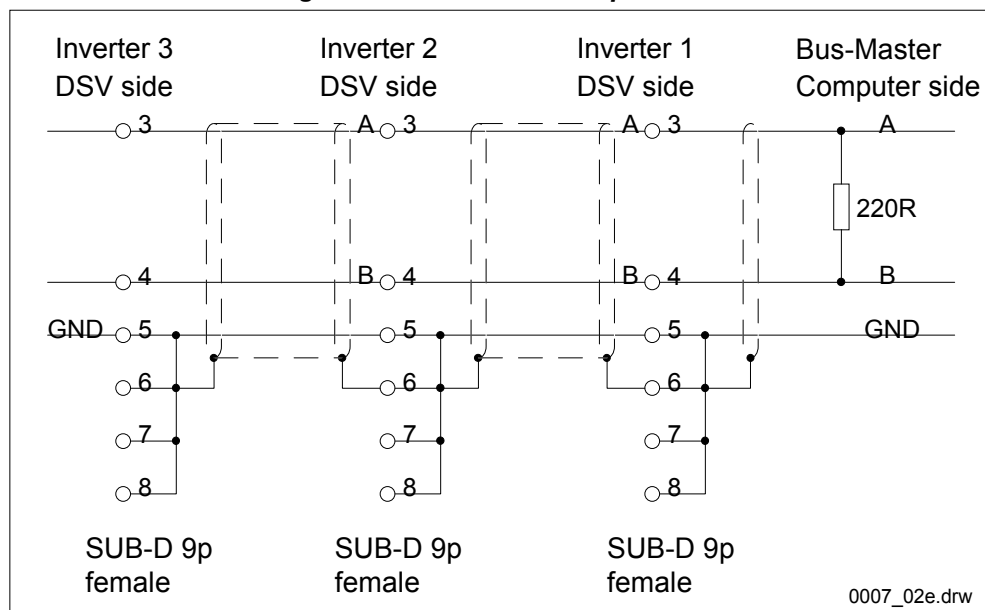 Inverter 3
DSV side
Inverter 2
DSV side
Inverter 1
DSV side
Bus-Master
Computer side
3
A
3
A
3
A
220R
4
B
4
B
4
B
GND
5
5
5
GND
6
6
6
7
7
7
8
8
8
SUB-D 9p
female
SUB-D 9p
female
SUB-D 9p
female
0007_02e.drw